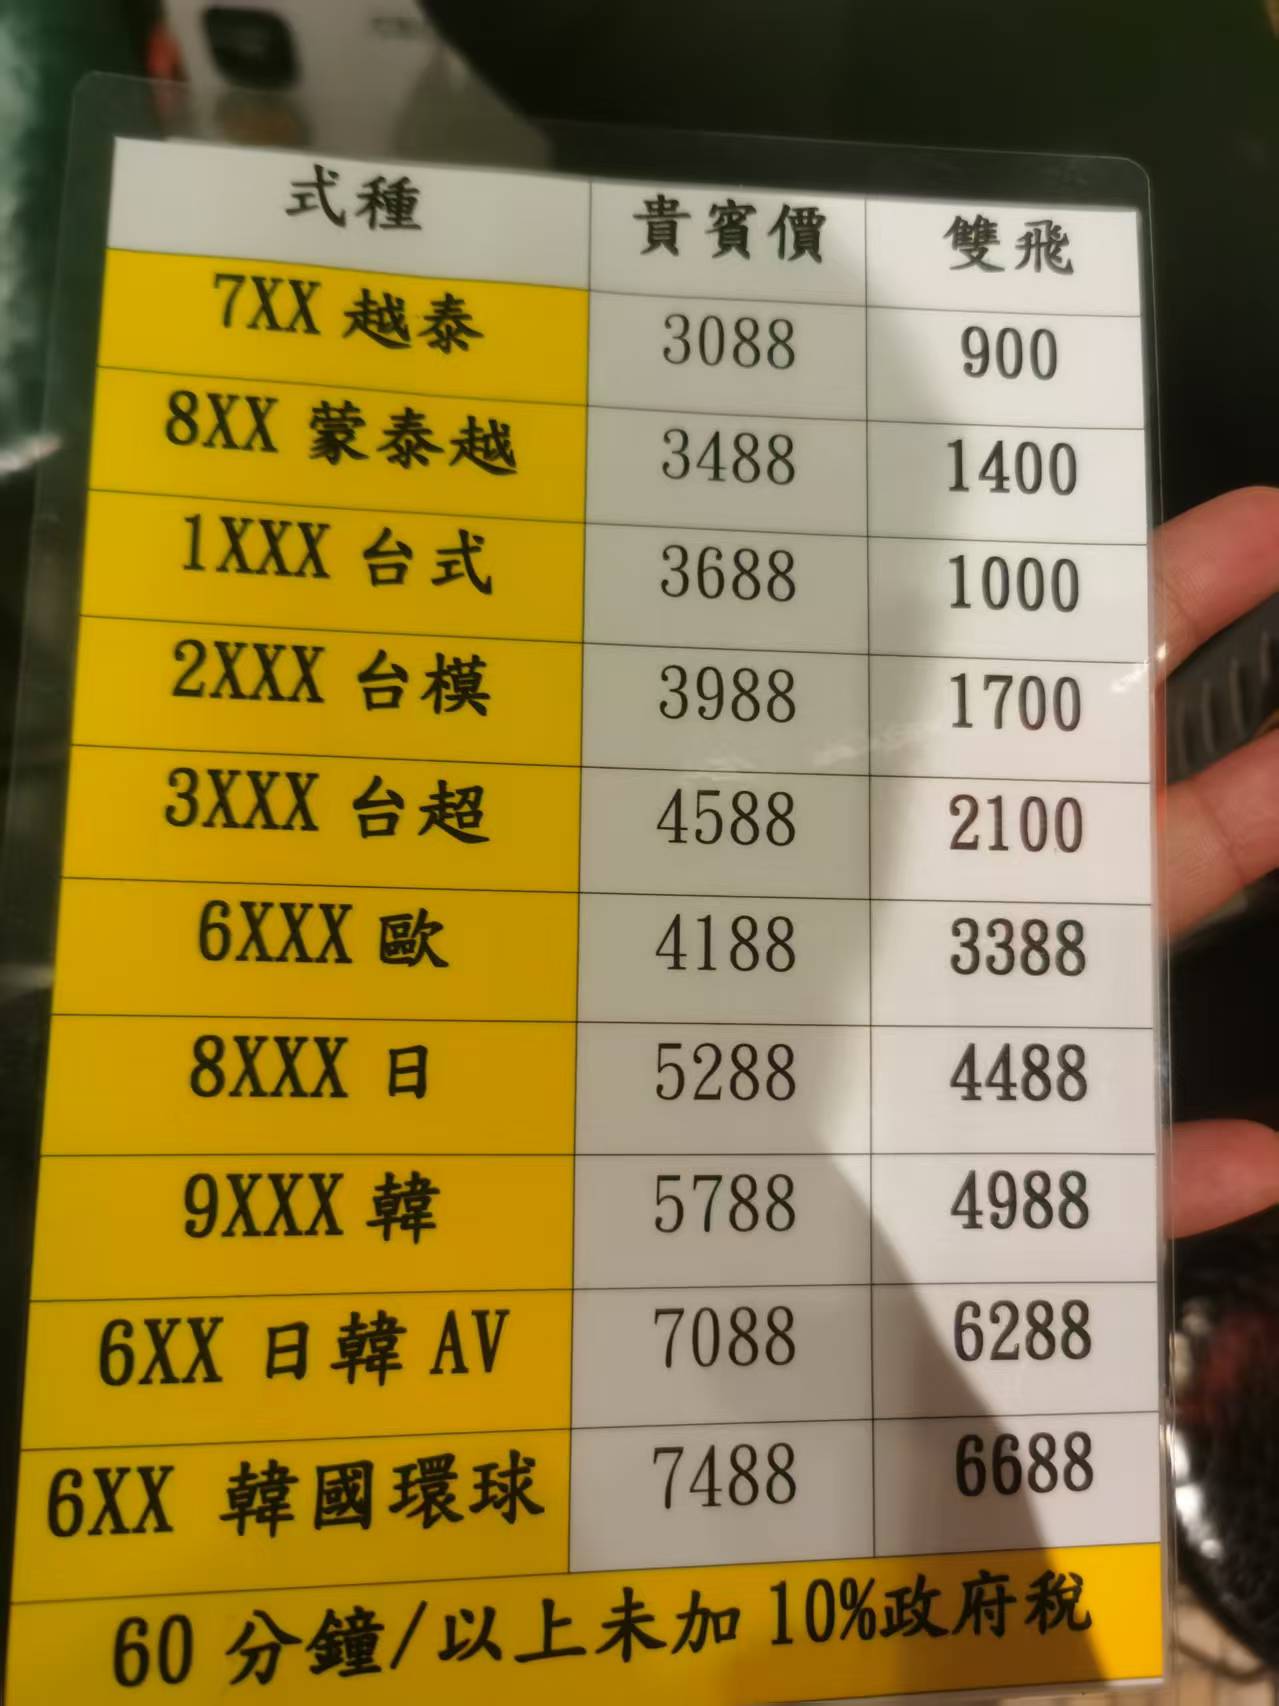 式種 貴賓價 雙飛
7XX 越泰 3088 900
8XX 蒙泰越 3488 1400
1XXX 台式 3688 1000
2XXX 台模 3988 1700
3XXX 台超 4588 2100
6XXX 歐 4188 3388
8XXX 日 5288 4488
9XXX 韓 5788 4988
6XX 日韓 AV 7088 6288
6XX 韓國環球 7488 6688
60 分鐘/以上未加 10%政府稅